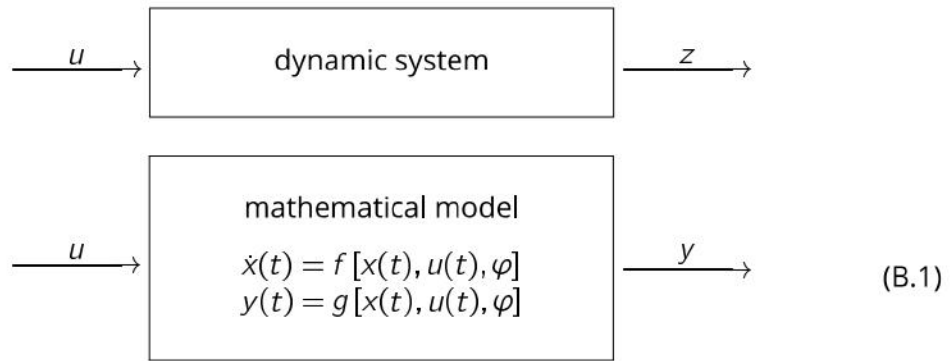 u
dynamic system
z
mathematical model
u
ẋ(t) = f [x(t), u(t), φ]
y
y(t) = g [x(t), u(t), φ]
(B.1)